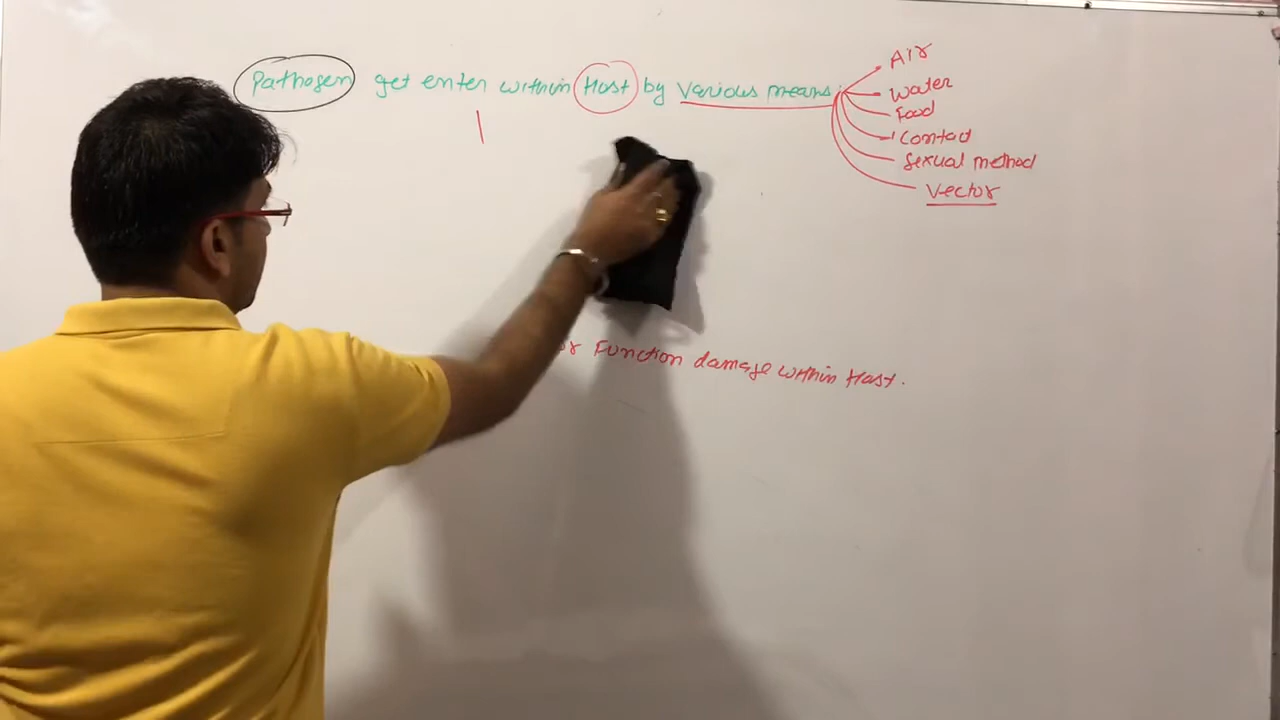 Pathogen get enter within Host by various means:
Air
Water
Food
Contact
Sexual method
Vector
or Function damage within Host.